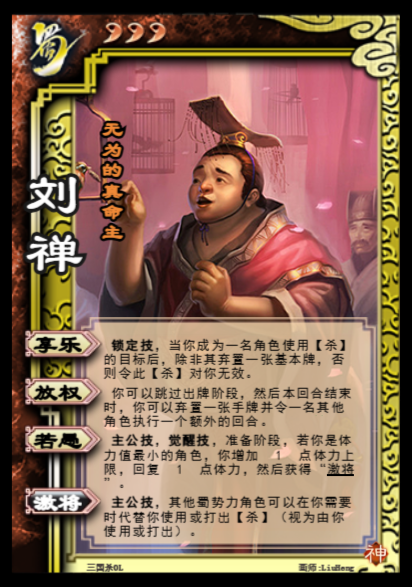 蜀
无为的真命主
刘禅
享乐
锁定技，当你成为一名角色使用【杀】
的目标后，除非其弃置一张基本牌，否
则令此【杀】对你无效。
放权
你可以跳过出牌阶段，然后本回合结束
时，你可以弃置一张手牌并令一名其他
角色执行一个额外的回合。
若愚
主公技，觉醒技，准备阶段，若你是体
力值最小的角色，你增加 1 点体力上
限，回复 1 点体力，然后获得“激将
”。
激将
主公技，其他蜀势力角色可以在你需要
时代替你使用或打出【杀】（视为由你
使用或打出）。
神
三国杀OL
画师:LiuHeng